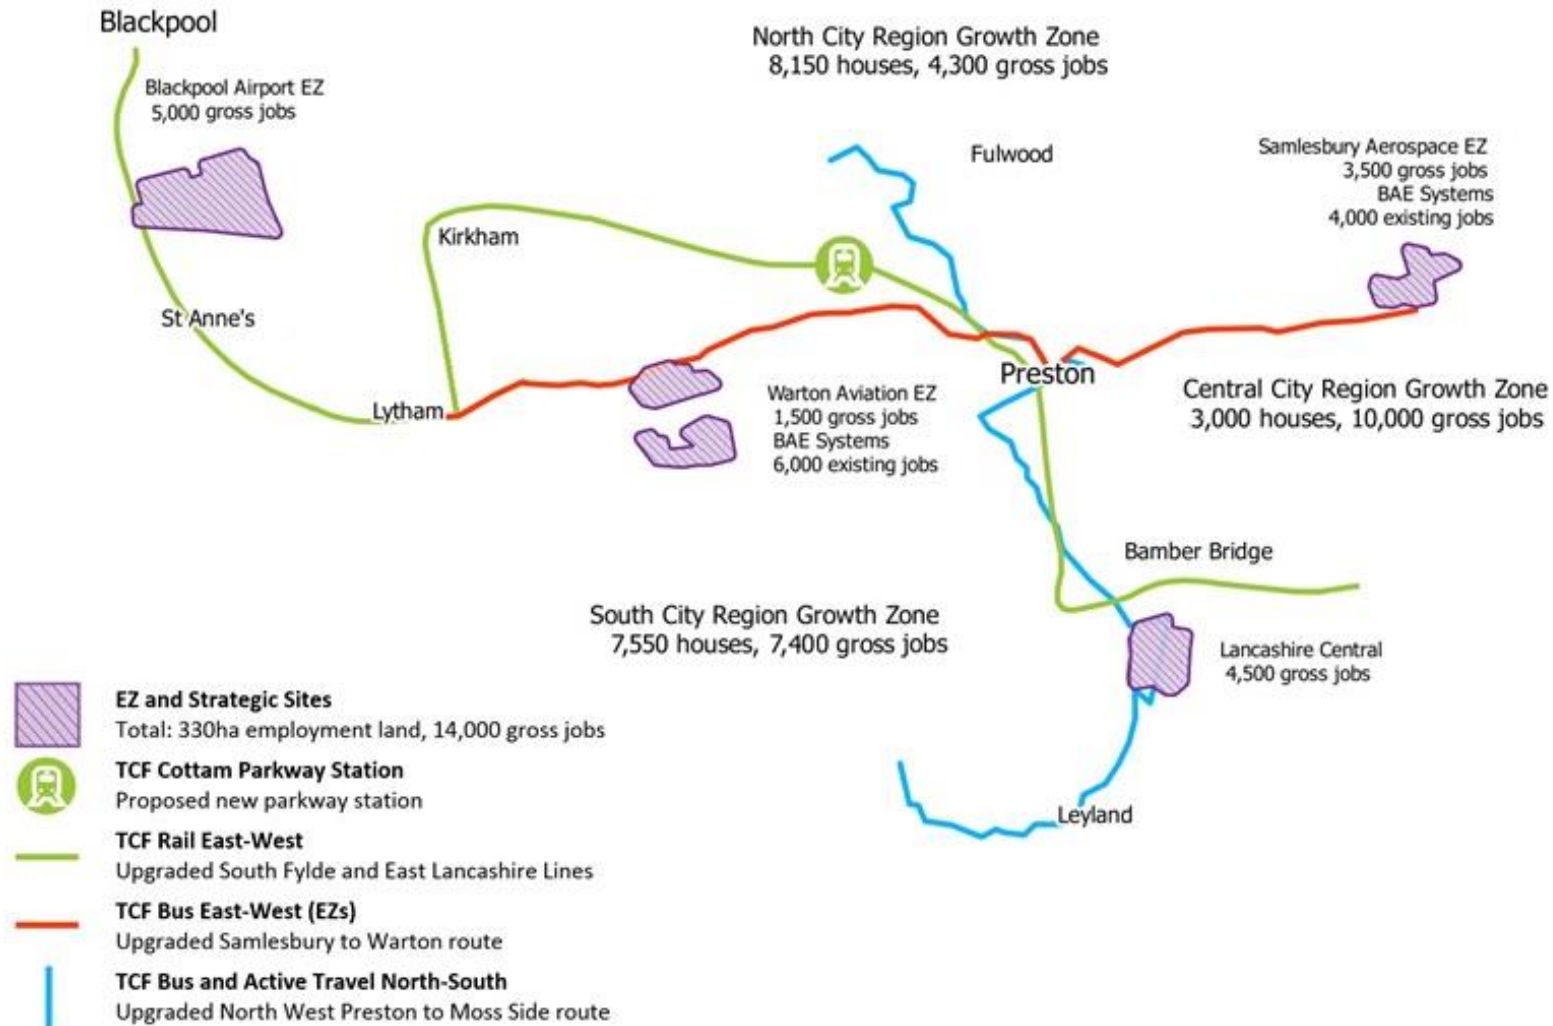 Blackpool
Blackpool Airport EZ
5,000 gross jobs
North City Region Growth Zone
8,150 houses, 4,300 gross jobs
Fulwood
Samlesbury Aerospace EZ
3,500 gross jobs
BAE Systems
4,000 existing jobs
Kirkham
St Anne's
Lytham
Preston
Warton Aviation EZ
1,500 gross jobs
BAE Systems
6,000 existing jobs
Central City Region Growth Zone
3,000 houses, 10,000 gross jobs
Bamber Bridge
South City Region Growth Zone
7,550 houses, 7,400 gross jobs
Lancashire Central
4,500 gross jobs
Leyland
EZ and Strategic Sites
Total: 330ha employment land, 14,000 gross jobs
TCF Cottam Parkway Station
Proposed new parkway station
TCF Rail East-West
Upgraded South Fylde and East Lancashire Lines
TCF Bus East-West (EZs)
Upgraded Samlesbury to Warton route
TCF Bus and Active Travel North-South
Upgraded North West Preston to Moss Side route